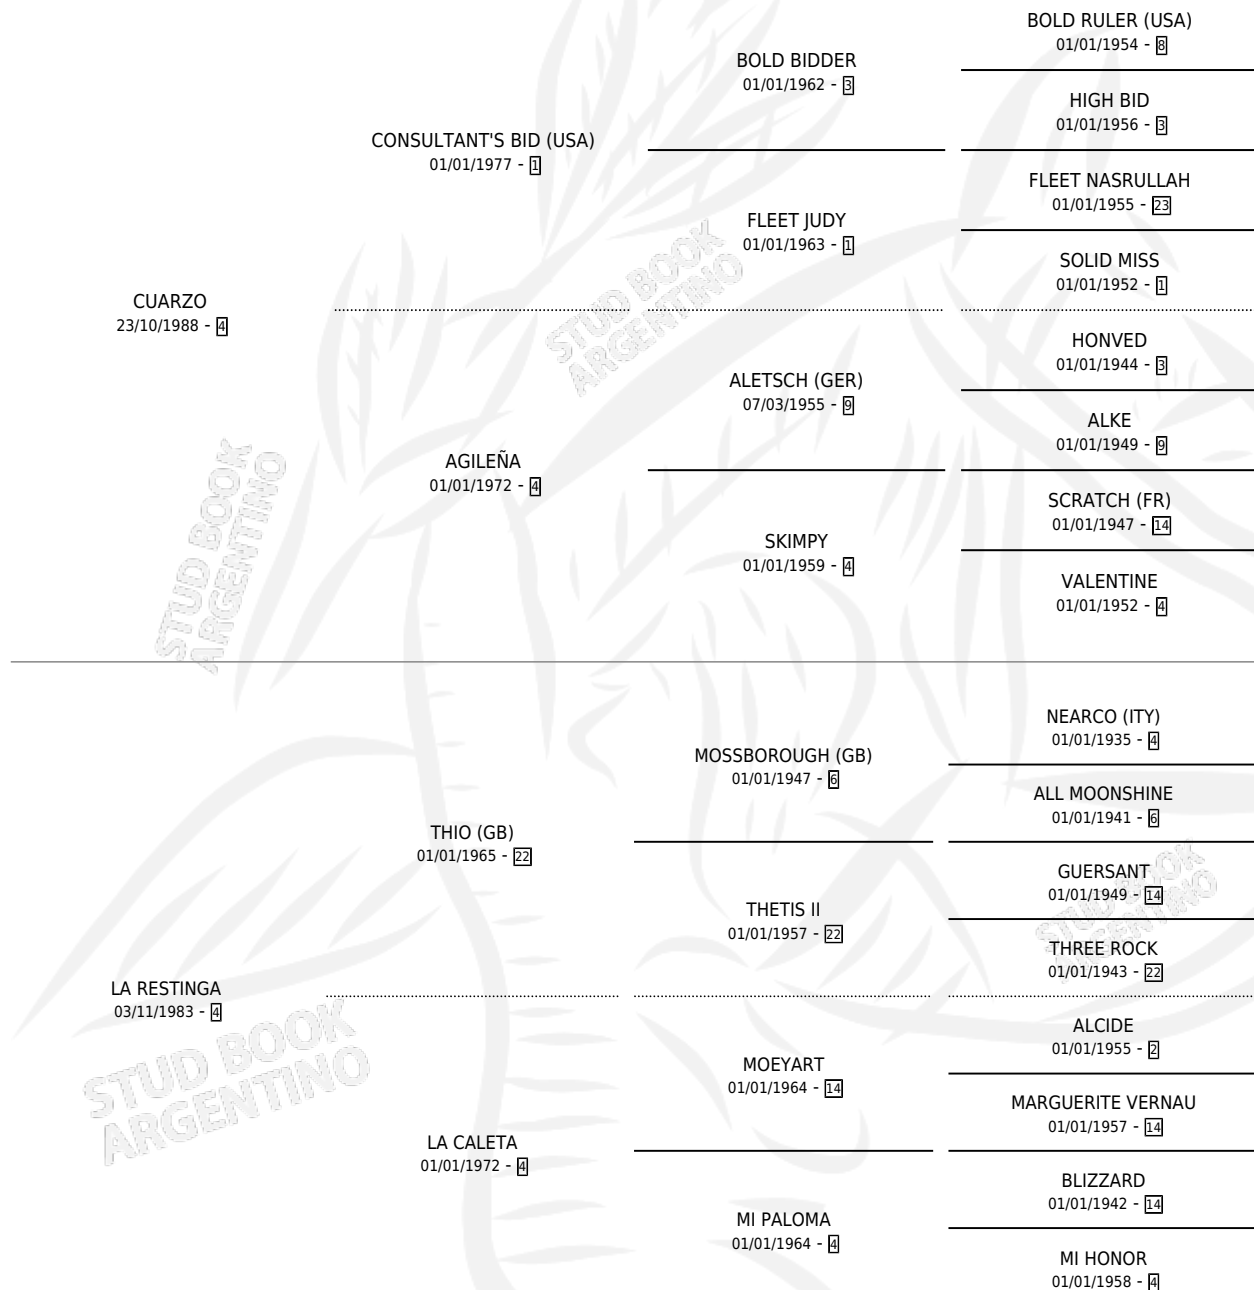 BOLD RULER (USA)
01/01/1954 - 8
BOLD BIDDER
01/01/1962 - 3
HIGH BID
01/01/1956 - 3
CONSULTANT'S BID (USA)
01/01/1977 - 1
FLEET NASRULLAH
01/01/1955 - 23
FLEET JUDY
01/01/1963 - 1
SOLID MISS
01/01/1952 - 1
CUARZO
23/10/1988 - 4
HONVED
01/01/1944 - 3
ALETSCH (GER)
07/03/1955 - 9
ALKE
01/01/1949 - 9
AGILEÑA
01/01/1972 - 4
SCRATCH (FR)
01/01/1947 - 14
SKIMPY
01/01/1959 - 4
VALENTINE
01/01/1952 - 4
NEARCO (ITY)
01/01/1935 - 4
MOSSBOROUGH (GB)
01/01/1947 - 6
ALL MOONSHINE
01/01/1941 - 6
THIO (GB)
01/01/1965 - 22
GUERSANT
01/01/1949 - 14
THETIS II
01/01/1957 - 22
THREE ROCK
01/01/1943 - 22
LA RESTINGA
03/11/1983 - 4
ALCIDE
01/01/1955 - 2
MOEYART
01/01/1964 - 14
MARGUERITE VERNAU
01/01/1957 - 14
LA CALETA
01/01/1972 - 4
BLIZZARD
01/01/1942 - 14
MI PALOMA
01/01/1964 - 4
MI HONOR
01/01/1958 - 4
STUD BOOK
ARGENTINO
STUD BOOK
ARGENTINO
STUD BOOK
ARGENTINO
STUD BOOK
ARGENTINO